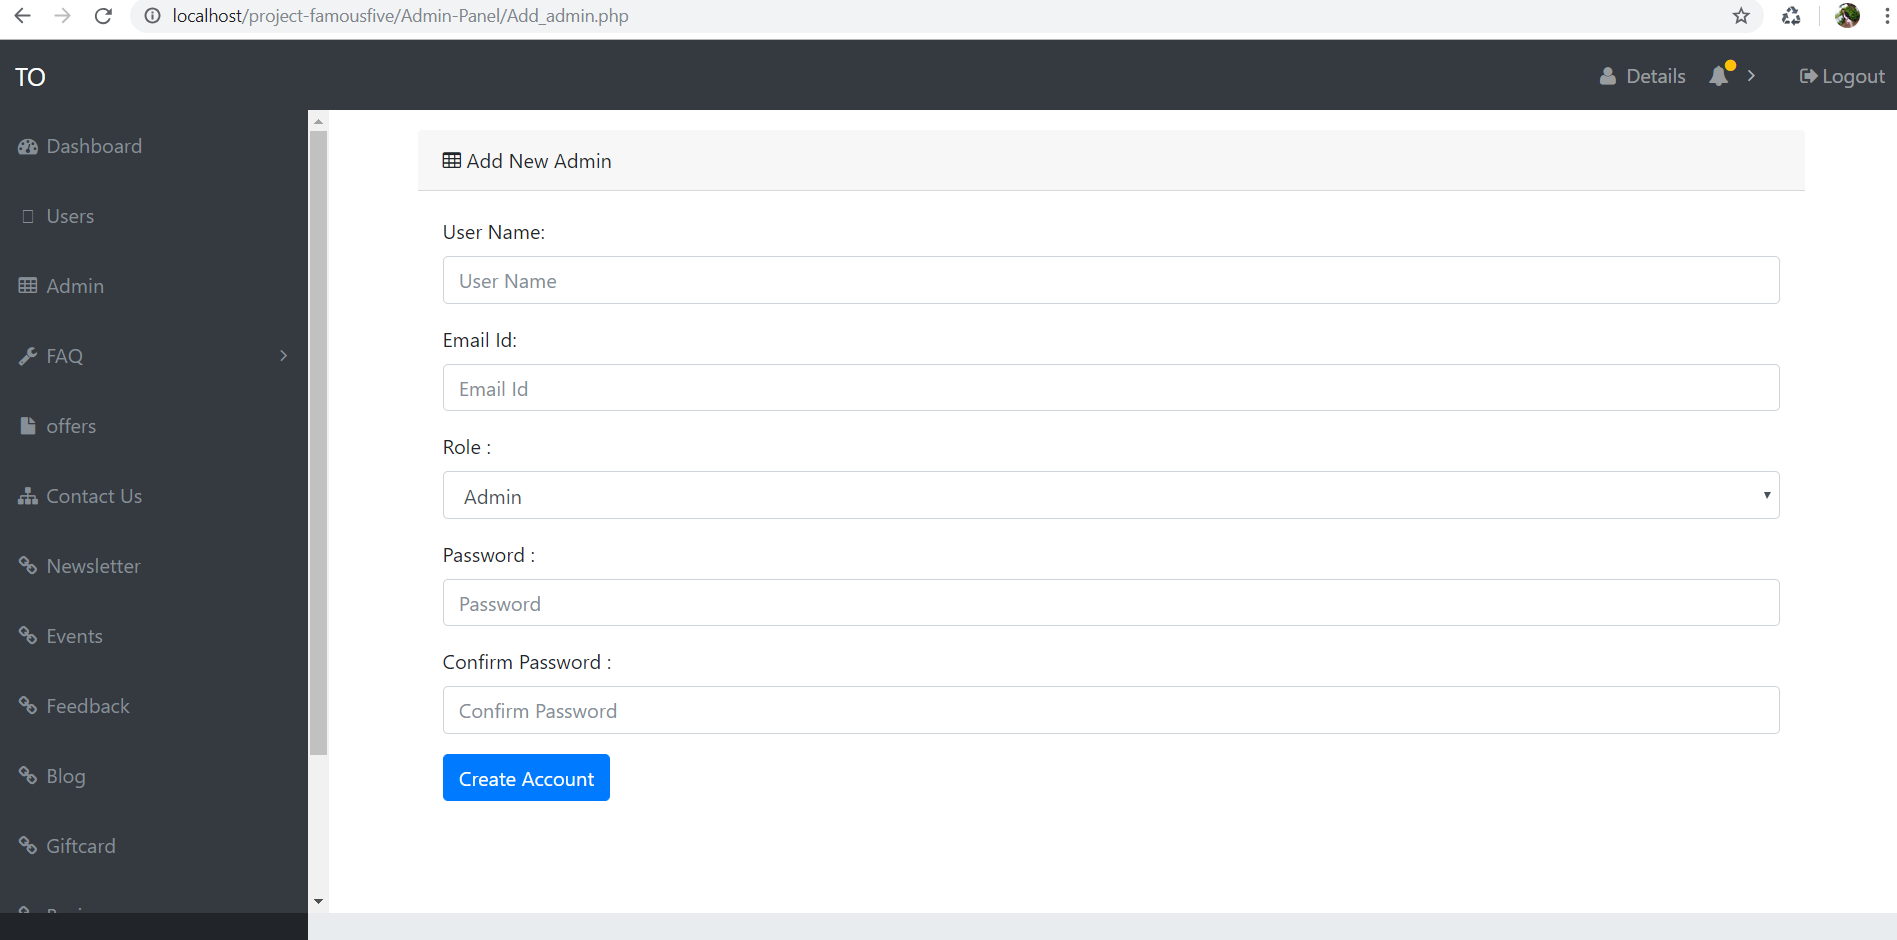 localhost/project-famousfive/Admin-Panel/Add_admin.php
TO
Details
Logout
Dashboard
Users
Admin
FAQ
offers
Contact Us
Newsletter
Events
Feedback
Blog
Giftcard
Add New Admin
User Name:
User Name
Email Id:
Email Id
Role :
Admin
Password :
Password
Confirm Password :
Confirm Password
Create Account